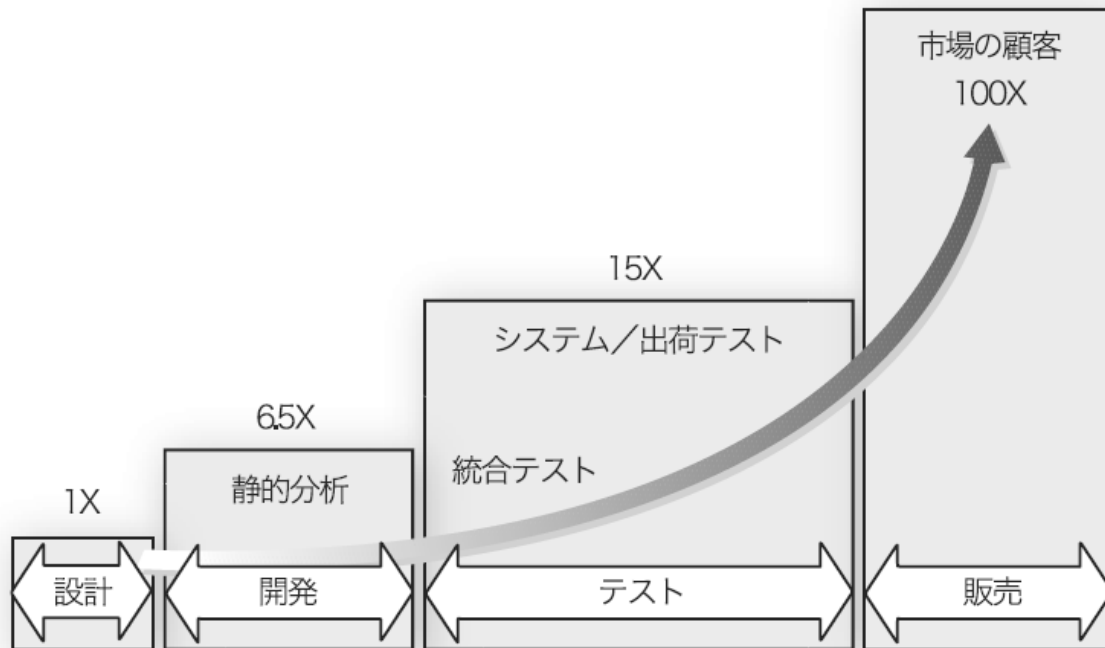 市場の顧客
100X
15X
システム／出荷テスト
6.5X
統合テスト
静的分析
1X
設計
開発
テスト
販売